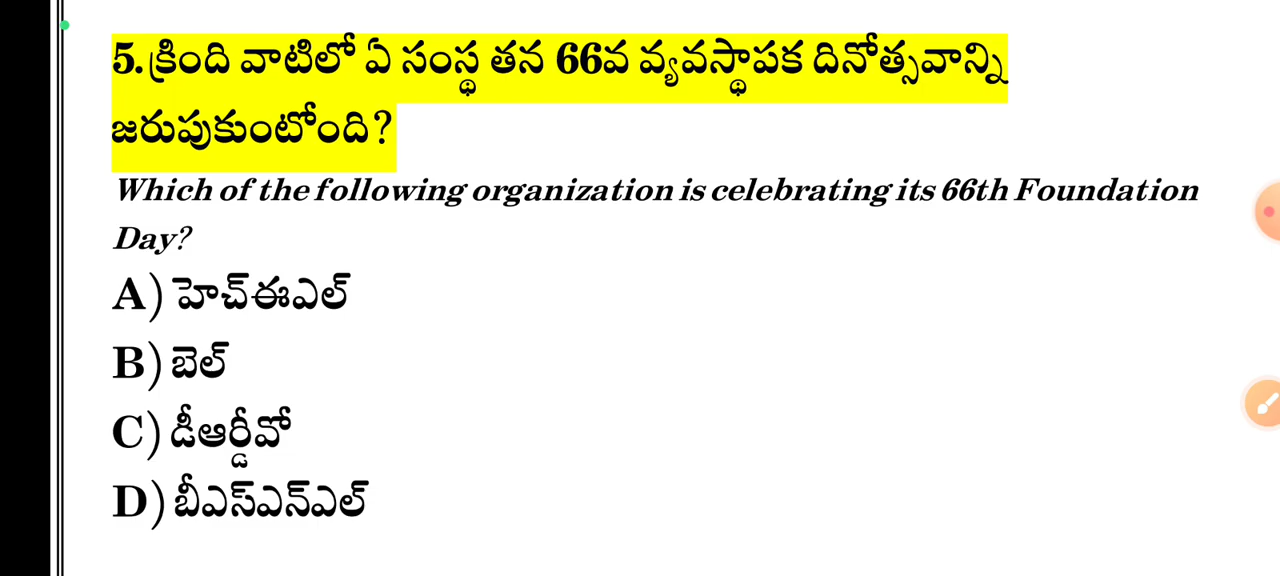 5.క్రింది వాటిలో ఏ సంస్థ తన 66వ వ్యవస్థాపక దినోత్సవాన్ని
జరుపుకుంటోంది?
Which of the following organization is celebrating its 66th Foundation
Day?
A) హెచ్ఈఎల్
B) బెల్
C) డీఆర్డీవో
D) బీఎస్ఎన్ఎల్